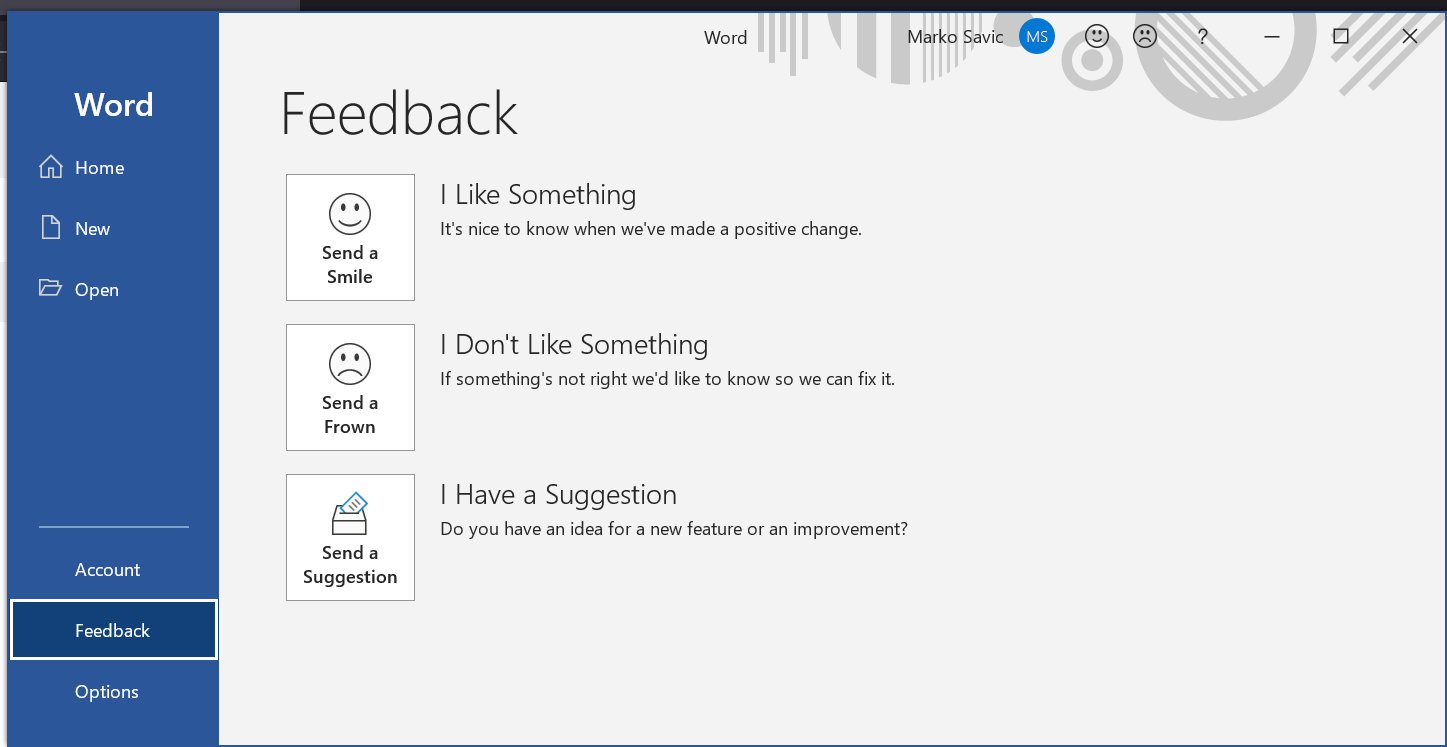 Word
Marko Savic
MS
?
Word
Home
New
Open
Account
Feedback
Options
Feedback
Send a
Smile
I Like Something
It's nice to know when we've made a positive change.
Send a
Frown
I Don't Like Something
If something's not right we'd like to know so we can fix it.
Send a
Suggestion
I Have a Suggestion
Do you have an idea for a new feature or an improvement?